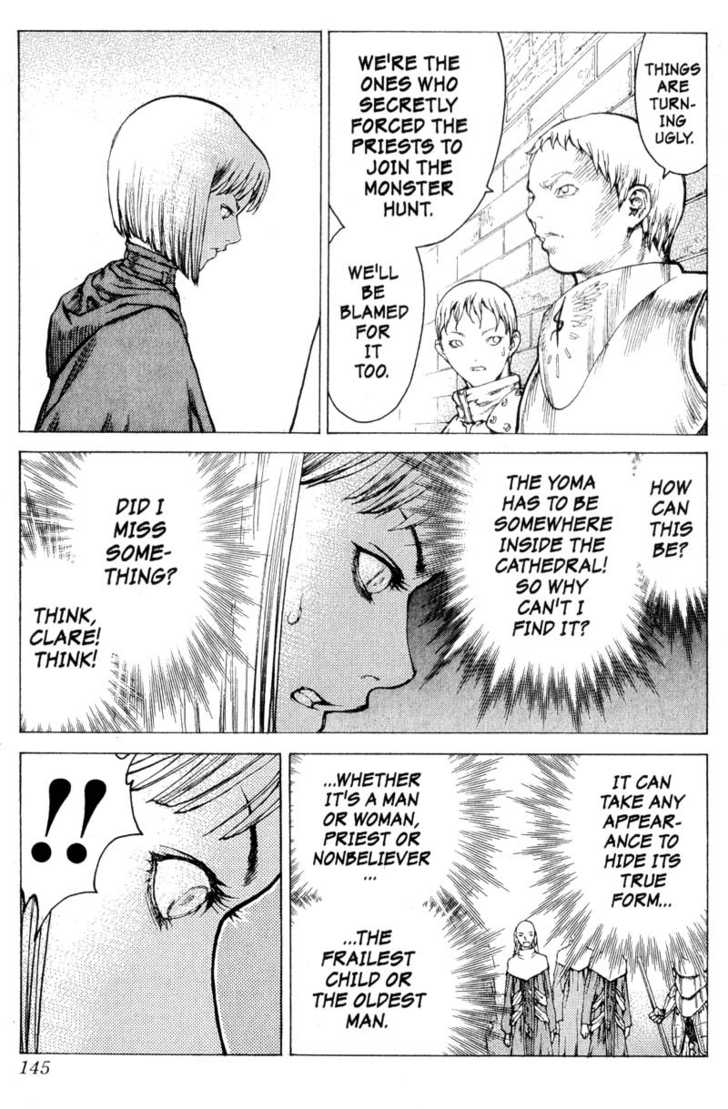 THINGS
ARE
TURN-
ING
UGLY.
WE'RE THE
ONES WHO
SECRETLY
FORCED THE
PRIESTS TO
JOIN THE
MONSTER
HUNT.
WE'LL
BE
BLAMED
FOR
IT
TOO.
HOW
CAN
THIS
BE?
THE YOMA
HAS TO BE
SOMEWHERE
INSIDE THE
CATHEDRAL!
SO WHY
CAN'T I
FIND IT?
DID I
MISS
SOME-
THING?
THINK,
CLARE!
THINK!
IT CAN
TAKE ANY
APPEAR-
ANCE TO
HIDE ITS
TRUE
FORM...
...WHETHER
IT'S A MAN
OR WOMAN,
PRIEST OR
NONBELIEVER
...
...THE
FRAILEST
CHILD OR
THE OLDEST
MAN.
!!
145